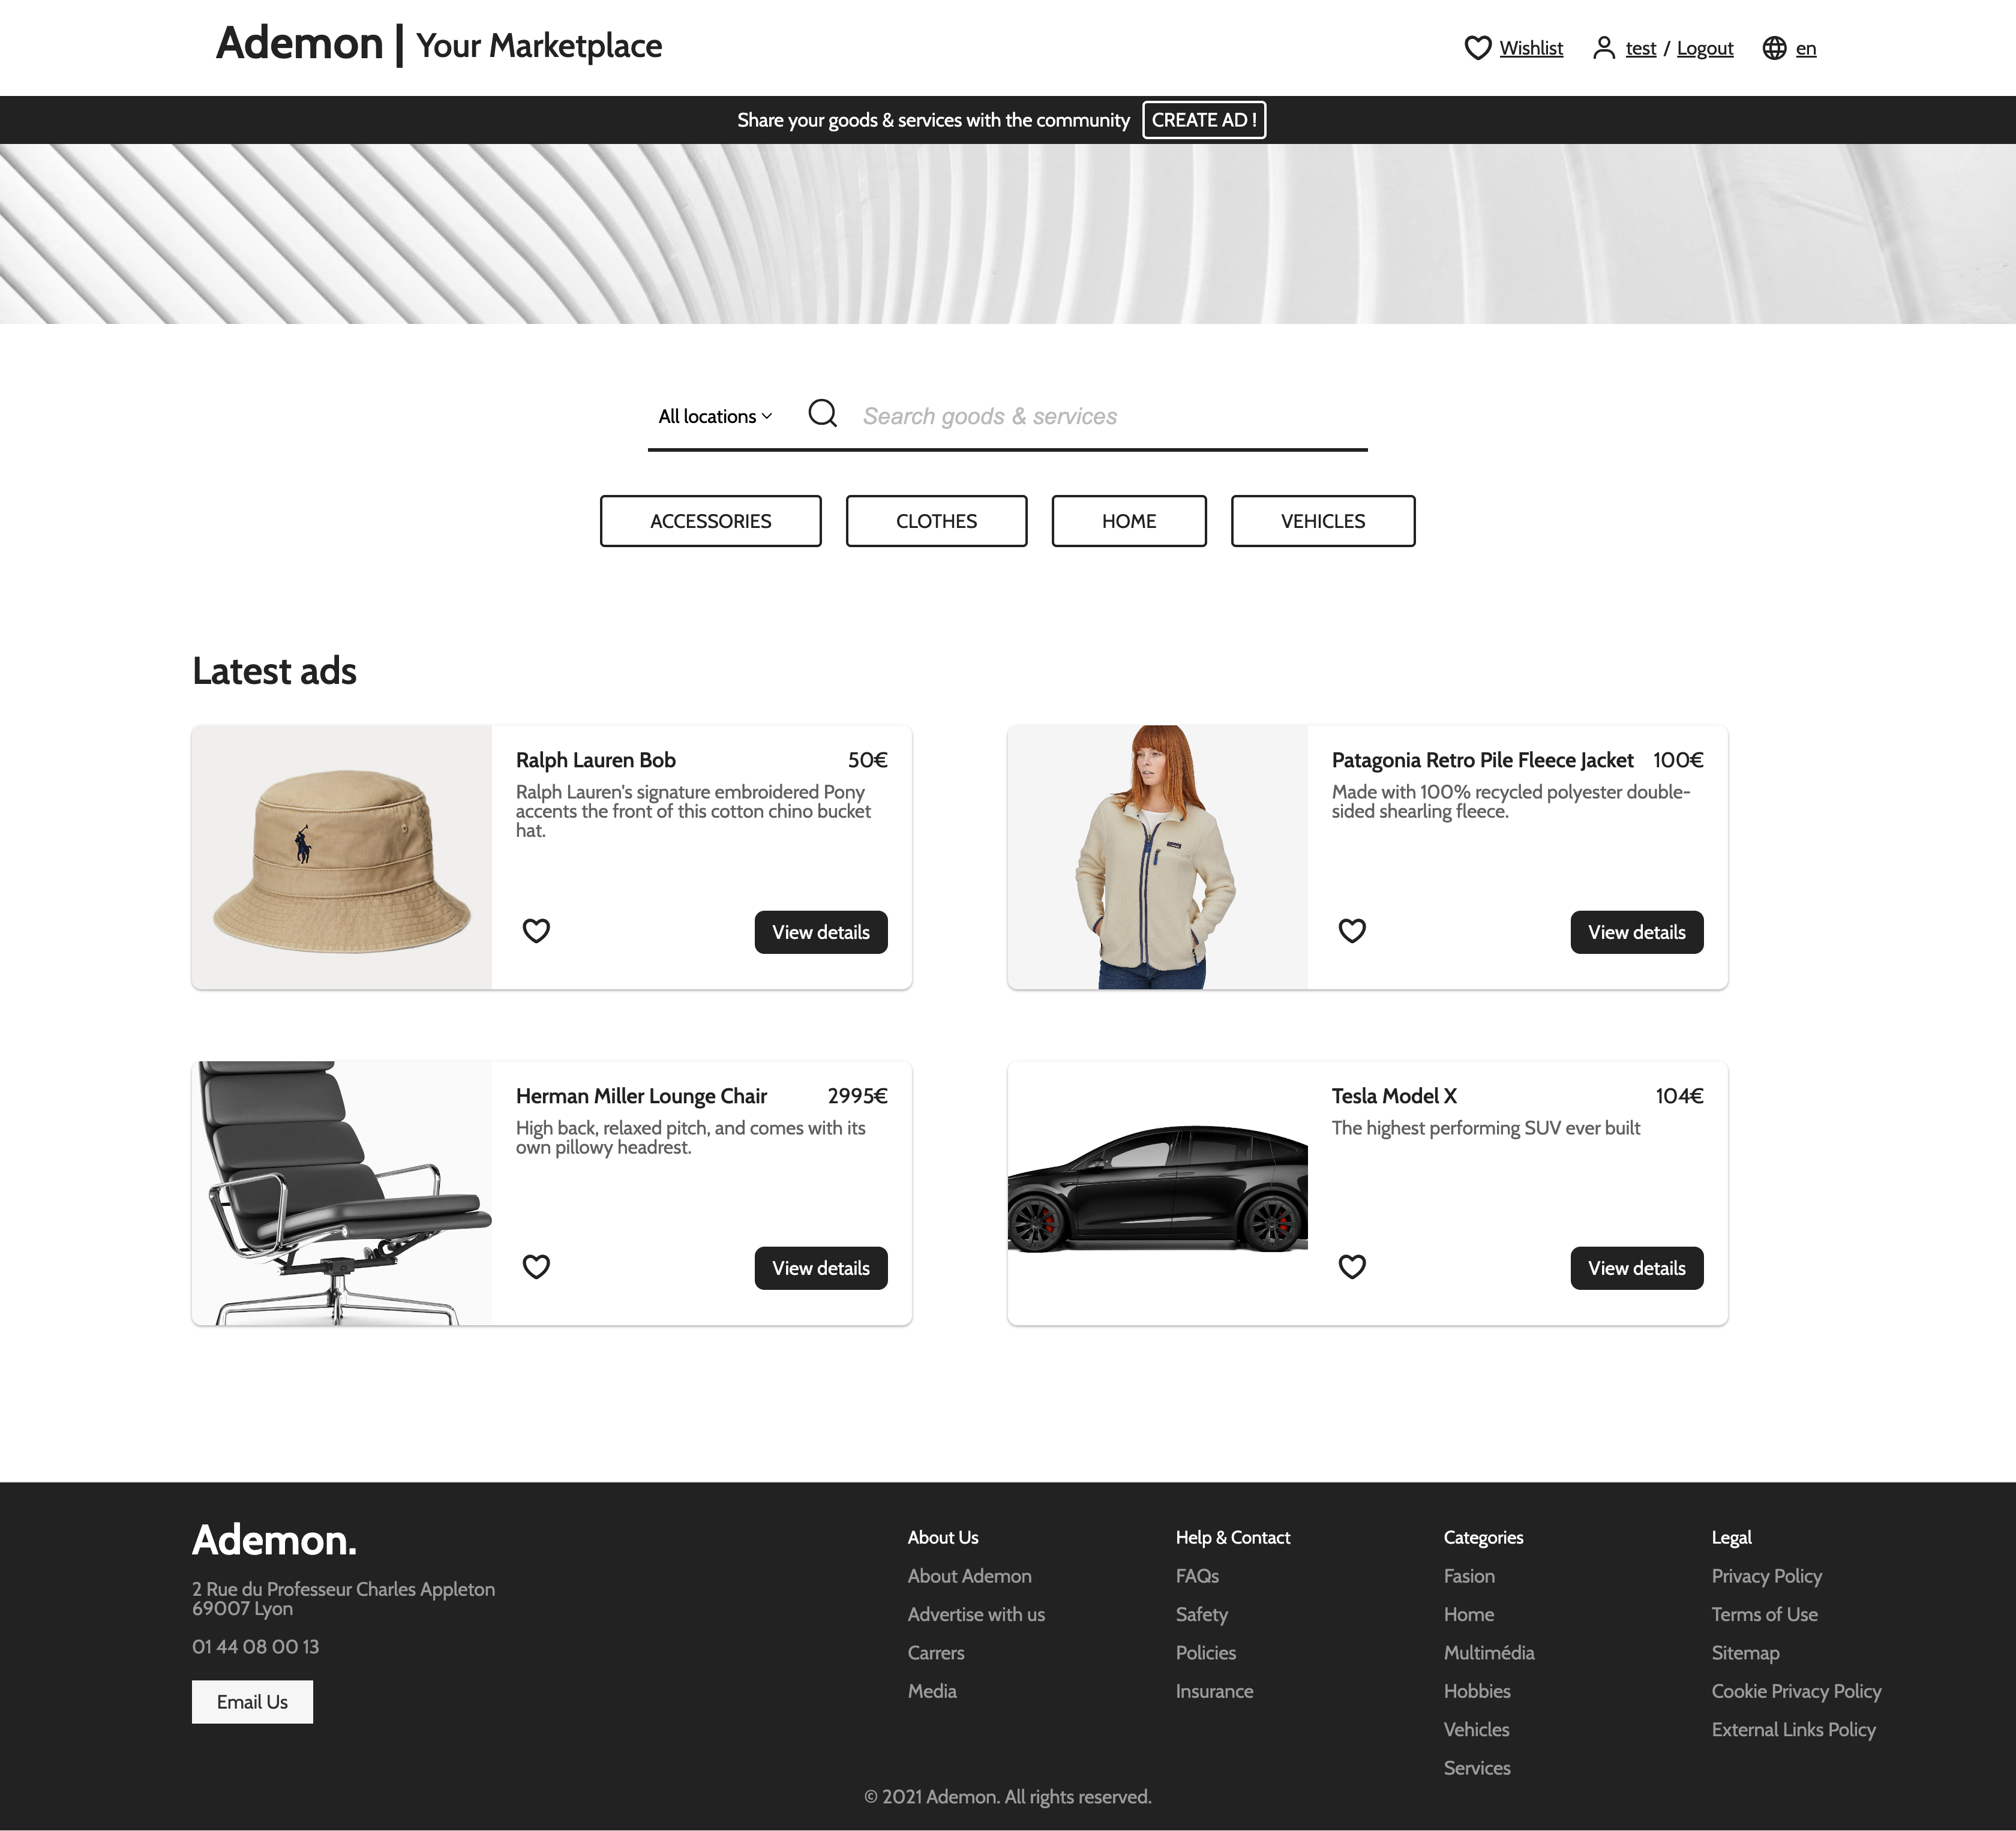 Ademon | Your Marketplace
Wishlist test / Logout en
Share your goods & services with the community CREATE AD !
All locations Search goods & services
ACCESSORIES CLOTHES HOME VEHICLES
Latest ads
Ralph Lauren Bob 50€
Ralph Lauren's signature embroidered Pony
accents the front of this cotton chino bucket
hat.
View details
Patagonia Retro Pile Fleece Jacket 100€
Made with 100% recycled polyester double-
sided shearling fleece.
View details
Herman Miller Lounge Chair 2995€
High back, relaxed pitch, and comes with its
own pillowy headrest.
View details
Tesla Model X 104€
The highest performing SUV ever built
View details
Ademon.
2 Rue du Professeur Charles Appleton
69007 Lyon
01 44 08 00 13
Email Us
About Us
About Ademon
Advertise with us
Carrers
Media
Help & Contact
FAQs
Safety
Policies
Insurance
Categories
Fasion
Home
Multimédia
Hobbies
Vehicles
Services
Legal
Privacy Policy
Terms of Use
Sitemap
Cookie Privacy Policy
External Links Policy
© 2021 Ademon. All rights reserved.